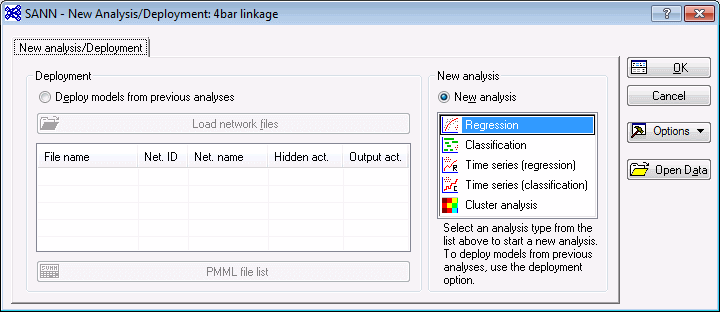 SANN - New Analysis/Deployment: 4bar linkage
New analysis/Deployment
Deployment
Deploy models from previous analyses
Load network files
File name Net. ID Net. name Hidden act. Output act.
PMML file list
New analysis
New analysis
Regression
Classification
Time series (regression)
Time series (classification)
Cluster analysis
Select an analysis type from the
list above to start a new analysis.
To deploy models from previous
analyses, use the deployment
option.
OK
Cancel
Options
Open Data